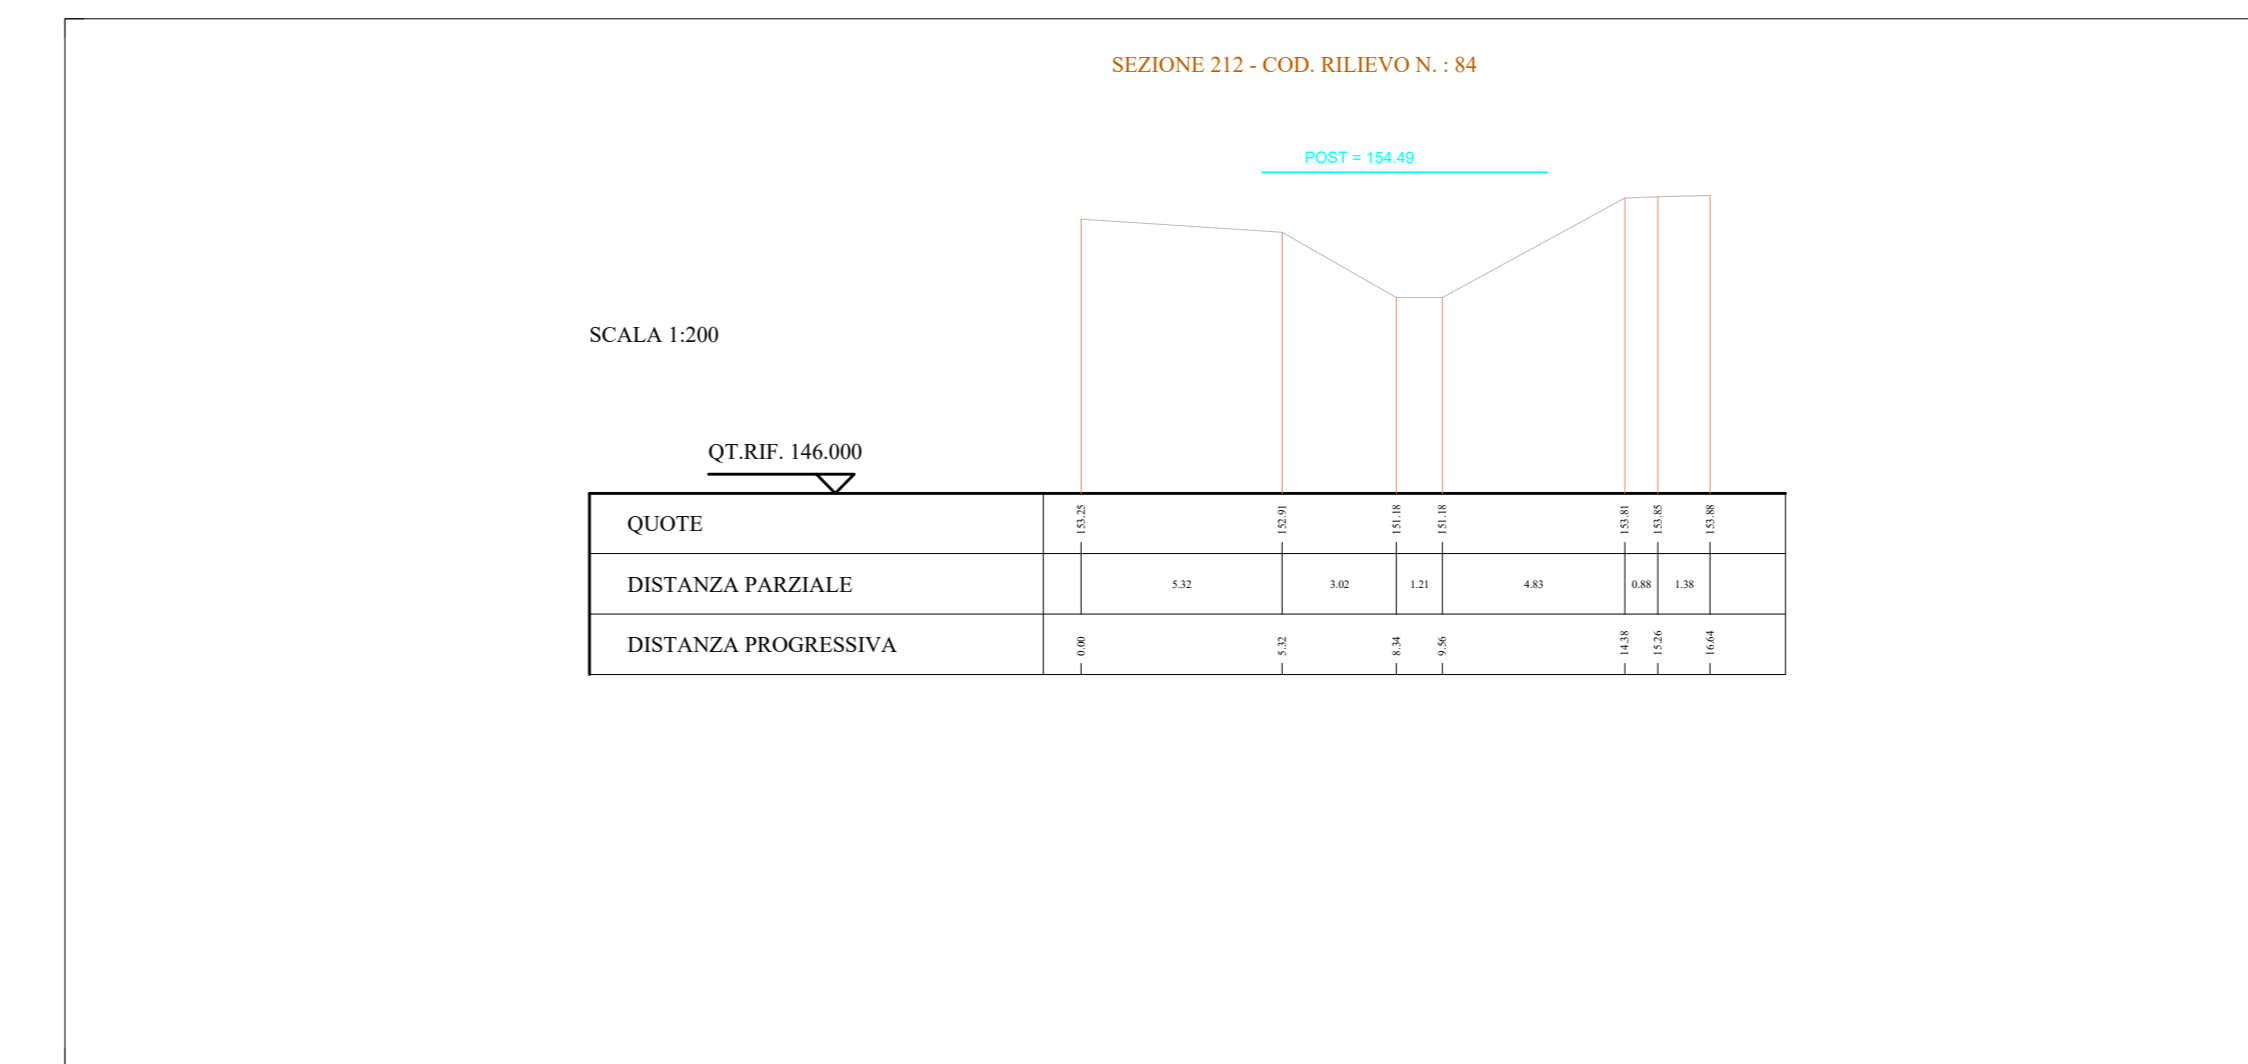 SEZIONE 212 - COD. RILIEVO N. : 84
POST = 154.49
SCALA 1:200
QT.RIF. 146.000
QUOTE 153.25 152.91 151.18 151.18 153.81 153.85 153.88
DISTANZA PARZIALE 5.32 3.02 1.21 4.83 0.88 1.38
DISTANZA PROGRESSIVA 0.00 5.32 8.34 9.56 14.38 15.26 16.64